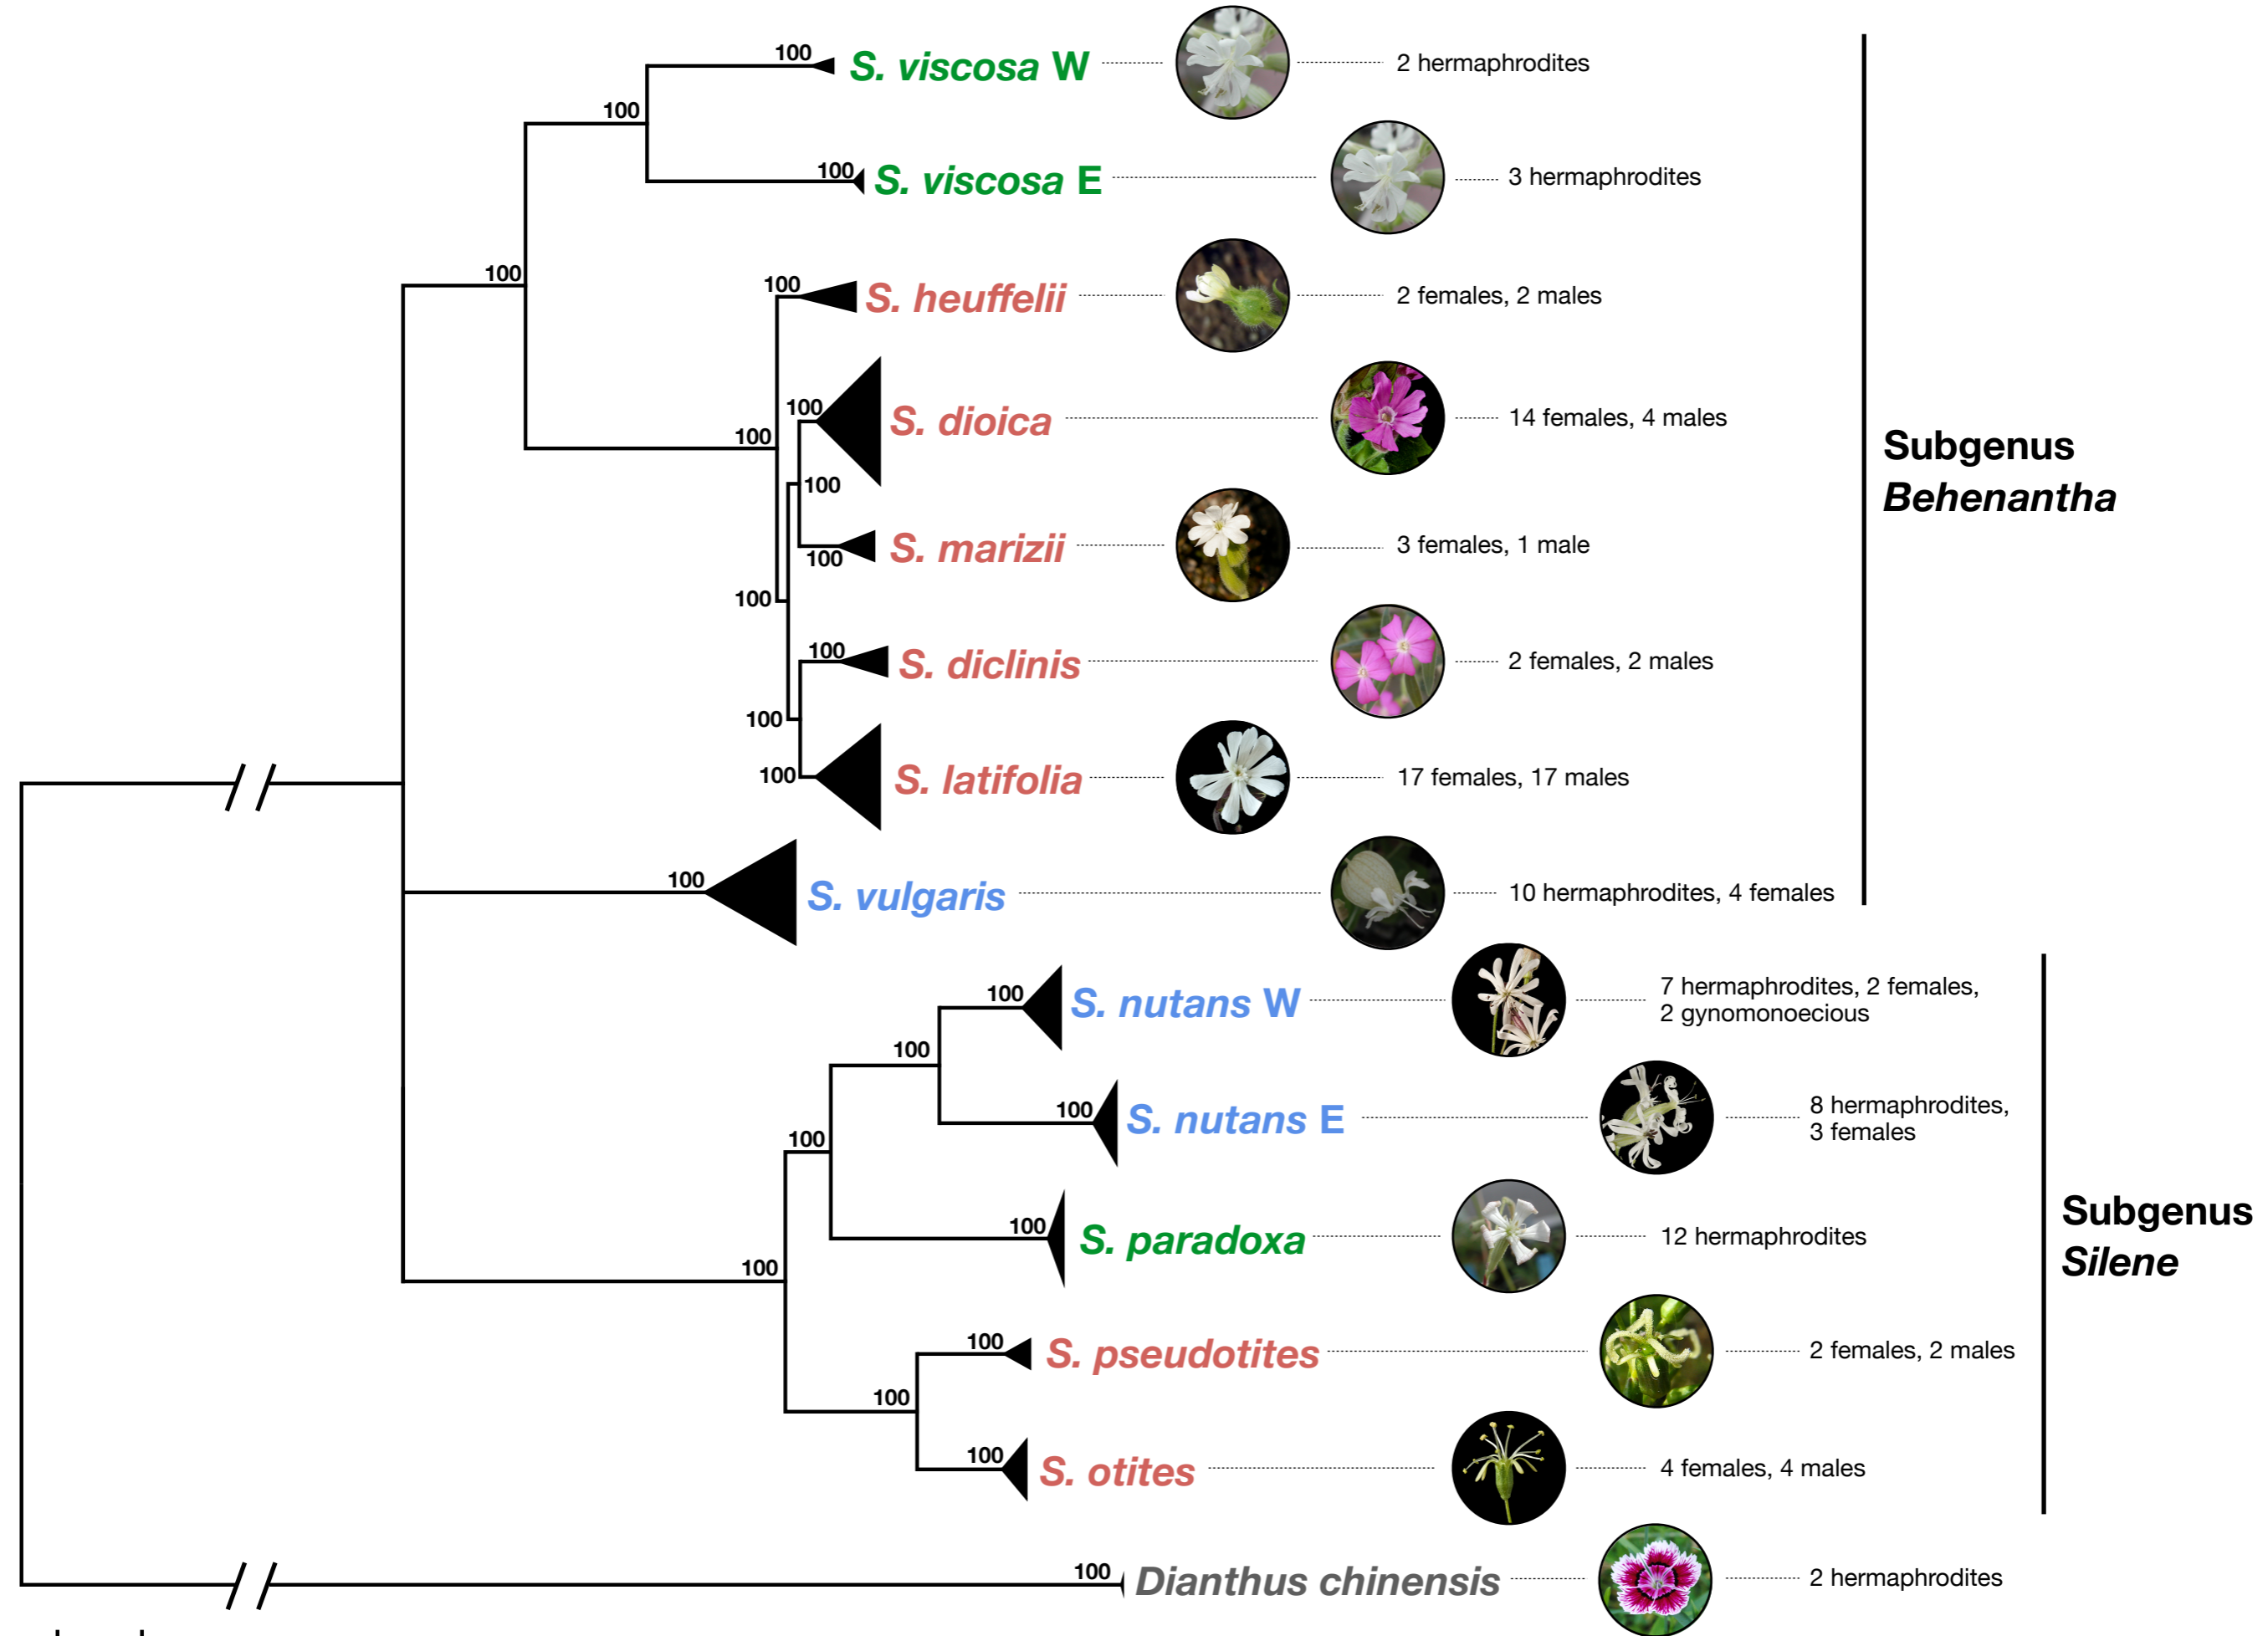 100
S. viscosa W
2 hermaphrodites
100
100
S. viscosa E
3 hermaphrodites
100
100
S. heuffelii
2 females, 2 males
100
S. dioica
14 females, 4 males
100
100
S. marizii
3 females, 1 male
100
100
S. diclinis
2 females, 2 males
100
100
S. latifolia
17 females, 17 males
100
Subgenus
Behenantha
100
S. vulgaris
10 hermaphrodites, 4 females
100
S. nutans W
7 hermaphrodites, 2 females,
2 gynomonoecious
100
100
S. nutans E
8 hermaphrodites,
3 females
100
100
S. paradoxa
12 hermaphrodites
100
Subgenus
Silene
100
S. pseudotites
2 females, 2 males
100
100
S. otites
4 females, 4 males
100
Dianthus chinensis
2 hermaphrodites